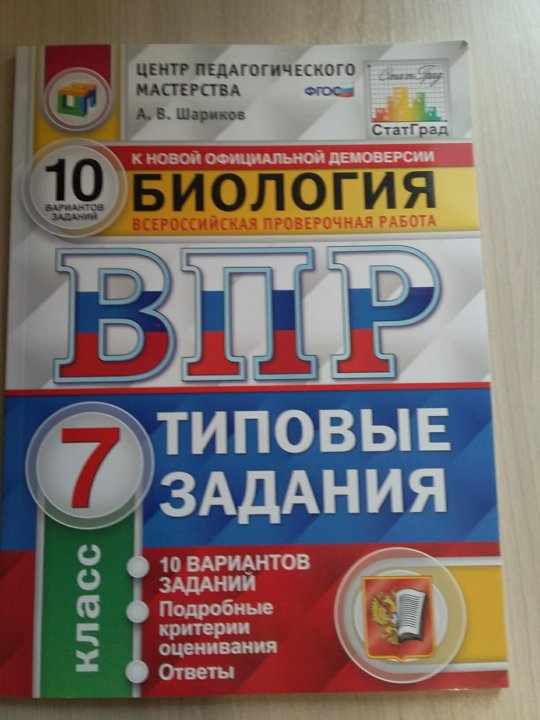 ЦЕНТР ПЕДАГОГИЧЕСКОГО
МАСТЕРСТВА
ФГОС
А. В. Шариков
СтатГрад
СтатГрад
К НОВОЙ ОФИЦИАЛЬНОЙ ДЕМОВЕРСИИ
10
ВАРИАНТОВ
ЗАДАНИЙ
БИОЛОГИЯ
ВСЕРОССИЙСКАЯ ПРОВЕРОЧНАЯ РАБОТА
ВПР
7
класс
ТИПОВЫЕ
ЗАДАНИЯ
10 ВАРИАНТОВ
ЗАДАНИЙ
Подробные
критерии
оценивания
Ответы